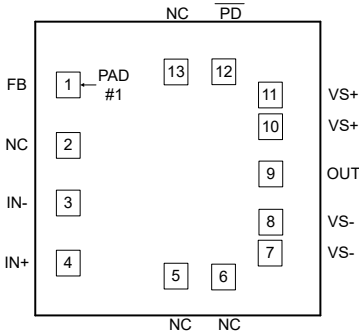 NC PD
FB 1 PAD #1 13 12
11 VS+
10 VS+
NC 2
9 OUT
IN- 3
8 VS-
7 VS-
IN+ 4
5 6
NC NC